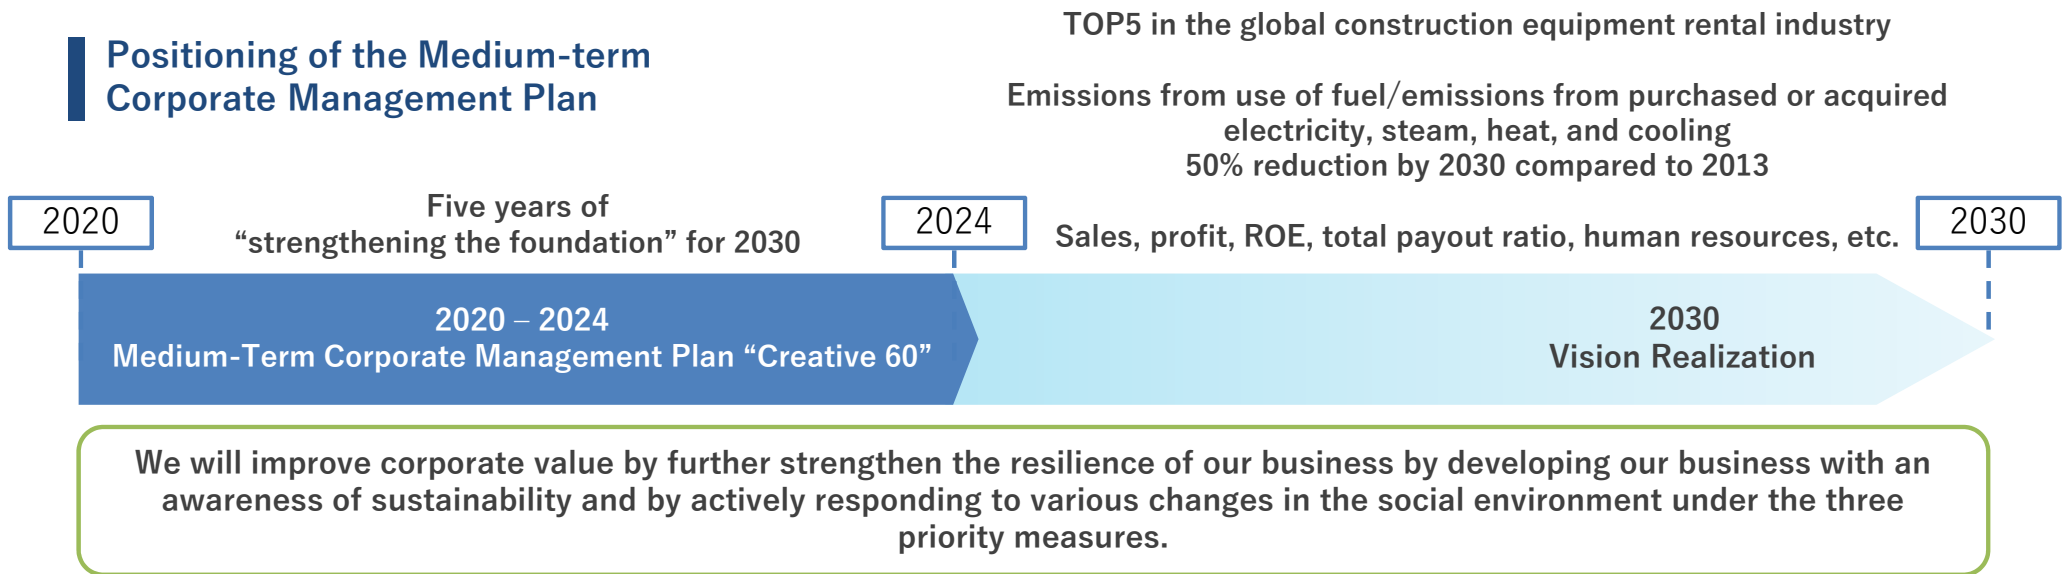 Positioning of the Medium-term
Corporate Management Plan
TOP5 in the global construction equipment rental industry
Emissions from use of fuel/emissions from purchased or acquired
electricity, steam, heat, and cooling
50% reduction by 2030 compared to 2013
2020
Five years of
“strengthening the foundation” for 2030
2024
Sales, profit, ROE, total payout ratio, human resources, etc.
2030
2020 – 2024
Medium-Term Corporate Management Plan “Creative 60”
2030
Vision Realization
We will improve corporate value by further strengthen the resilience of our business by developing our business with an
awareness of sustainability and by actively responding to various changes in the social environment under the three
priority measures.